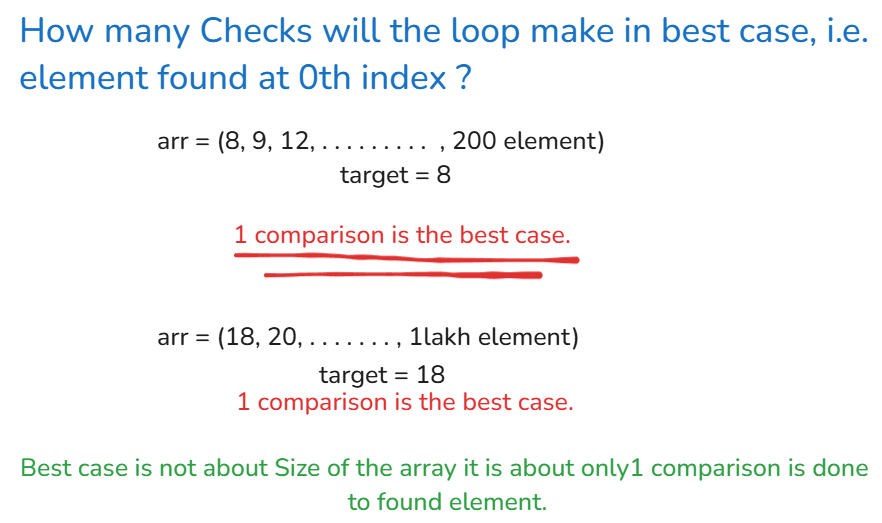 How many Checks will the loop make in best case, i.e.
element found at 0th index ?
arr = (8, 9, 12, . . . . . . . . . , 200 element)
target = 8
1 comparison is the best case.
arr = (18, 20, . . . . . . . , 1lakh element)
target = 18
1 comparison is the best case.
Best case is not about Size of the array it is about only1 comparison is done
to found element.